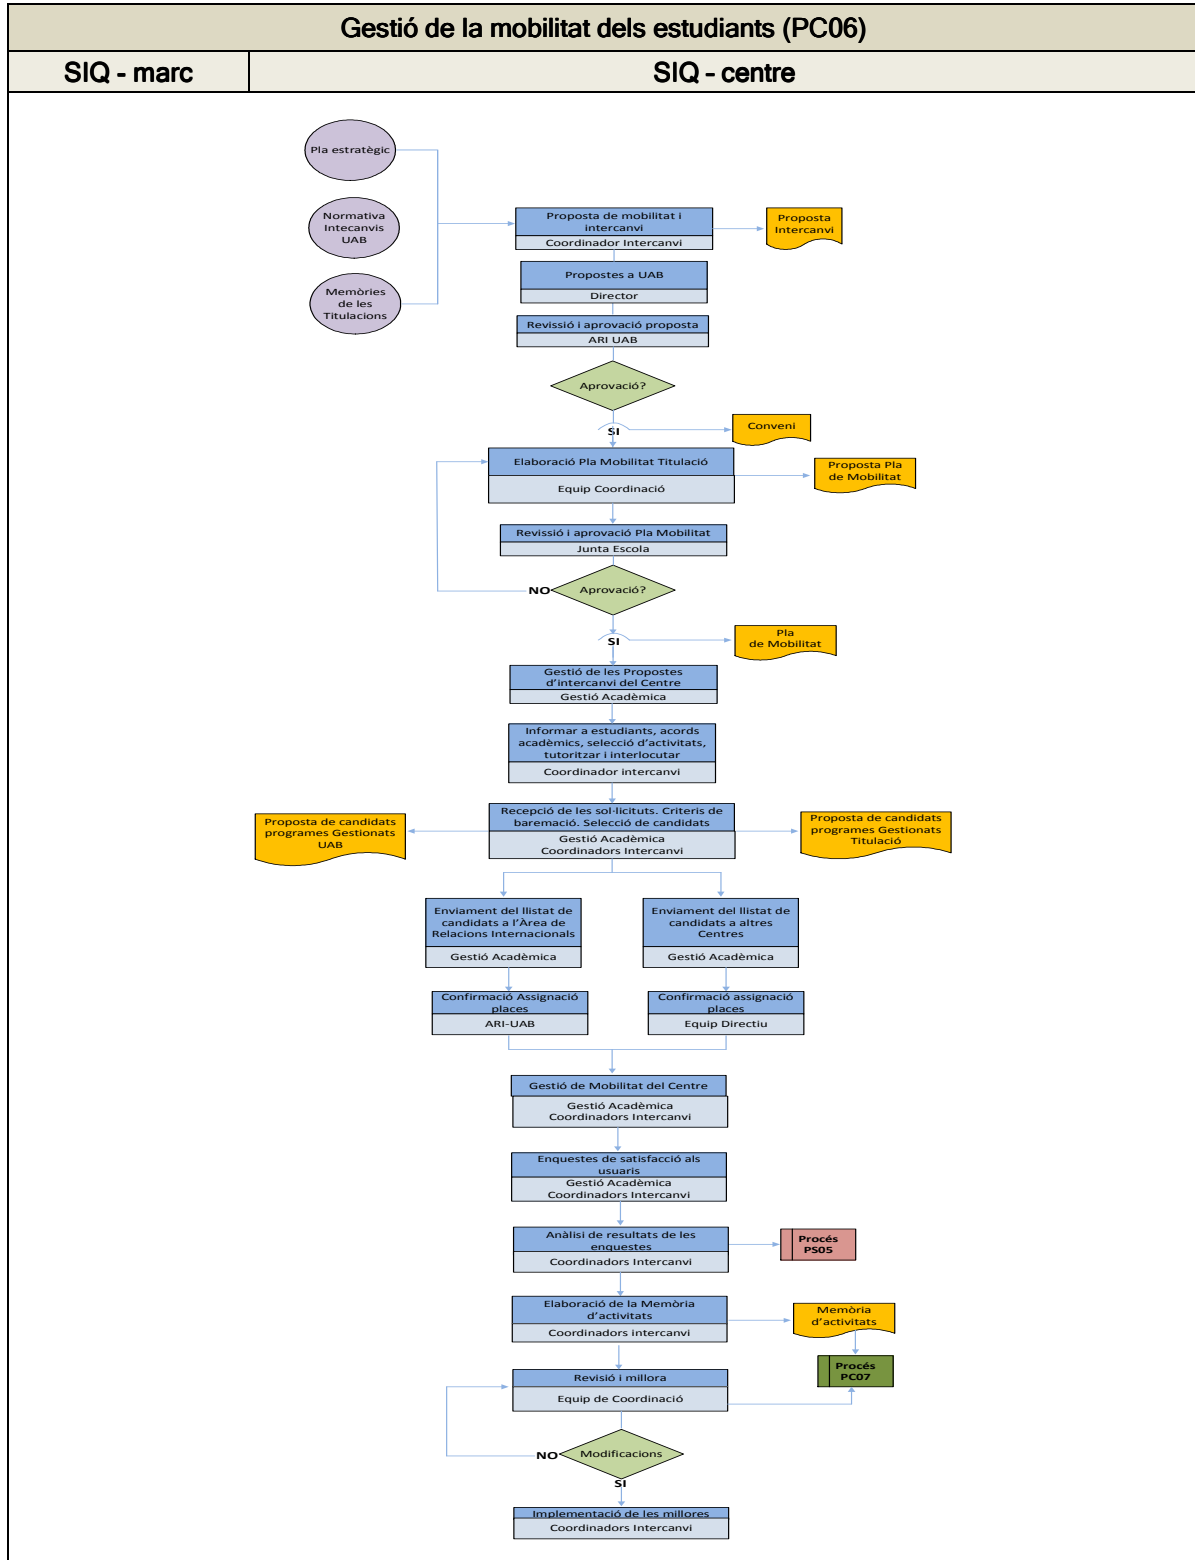 Gestió de la mobilitat dels estudiants (PC06)
SIQ - marc
SIQ - centre
Pla estratègic
Normativa
Intecanvis
UAB
Memòries
de les
Titulacions
Proposta de mobilitat i
intercanvi
Coordinador Intercanvi
Proposta
Intercanvi
Propostes a UAB
Director
Revissió i aprovació proposta
ARI UAB
Aprovació?
SI
Conveni
Elaboració Pla Mobilitat Titulació
Equip Coordinació
Proposta Pla
de Mobilitat
Revissió i aprovació Pla Mobilitat
Junta Escola
NO
Aprovació?
SI
Pla
de Mobilitat
Gestió de les Propostes
d'intercanvi del Centre
Gestió Acadèmica
Informar a estudiants, acords
acadèmics, selecció d'activitats,
tutoritzar i interlocutar
Coordinador intercanvi
Recepció de les sol·licituts. Criteris de
baremació. Selecció de candidats
Gestió Acadèmica
Coordinadors Intercanvi
Proposta de candidats
programes Gestionats
UAB
Proposta de candidats
programes Gestionats
Titulació
Enviament del llistat de
candidats a l'Àrea de
Relacions Internacionals
Gestió Acadèmica
Enviament del llistat de
candidats a altres
Centres
Gestió Acadèmica
Confirmació Assignació
places
ARI-UAB
Confirmació assignació
places
Equip Directiu
Gestió de Mobilitat del Centre
Gestió Acadèmica
Coordinadors Intercanvi
Enquestes de satisfacció als
usuaris
Gestió Acadèmica
Coordinadors Intercanvi
Anàlisi de resultats de les
enquestes
Coordinadors Intercanvi
Procés
PS05
Elaboració de la Memòria
d'activitats
Coordinadors intercanvi
Memòria
d'activitats
Procés
PC07
Revisió i millora
Equip de Coordinació
NO
Modificacions
SI
Implementació de les millores
Coordinadors Intercanvi